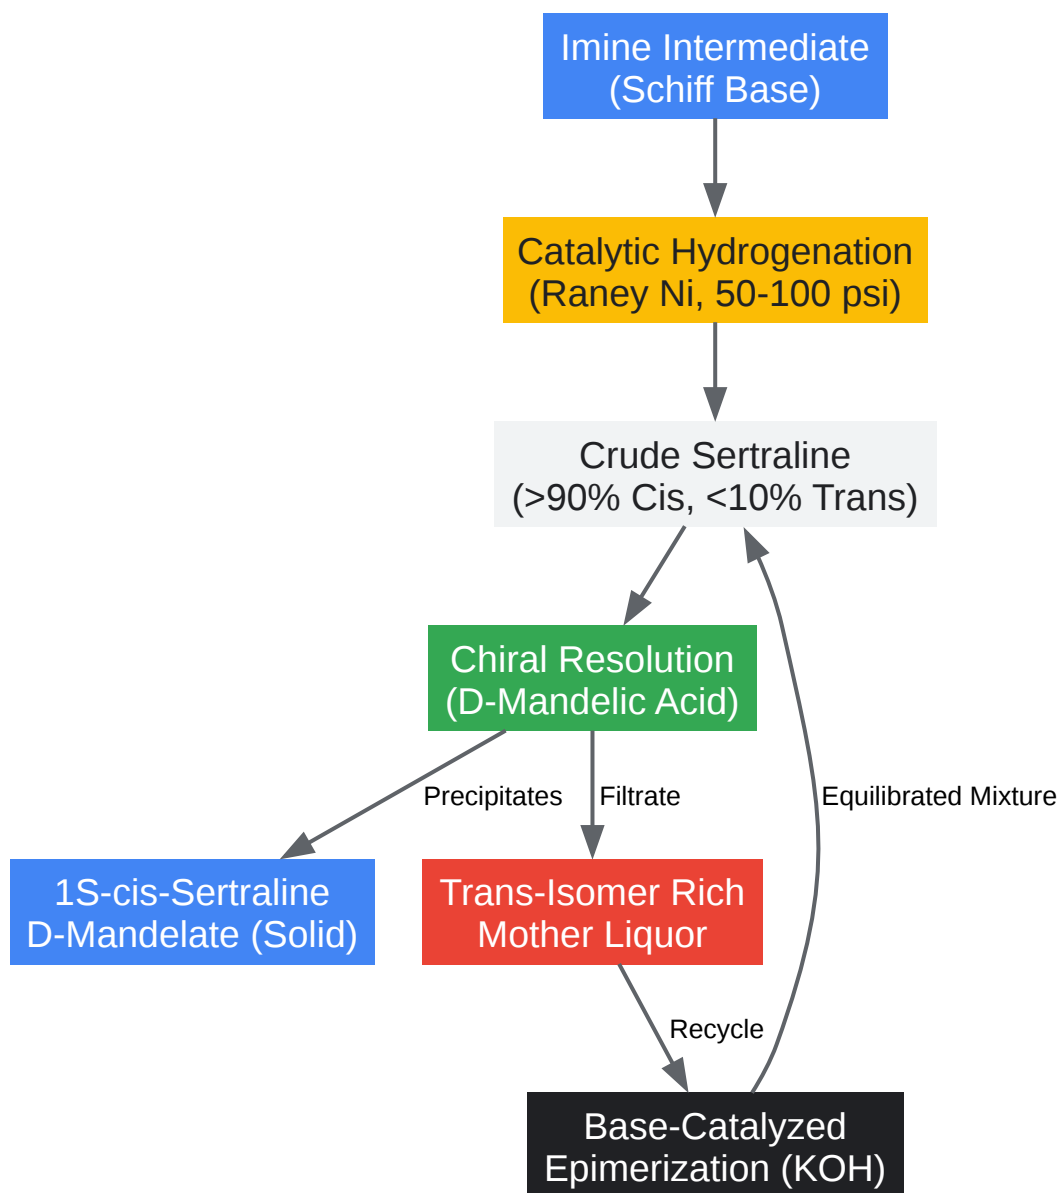 Imine Intermediate
(Schiff Base)
Catalytic Hydrogenation
(Raney Ni, 50-100 psi)
Crude Sertraline
(>90% Cis, <10% Trans)
Chiral Resolution
(D-Mandelic Acid)
Precipitates
Filtrate
Equilibrated Mixture
1S-cis-Sertraline
D-Mandelate (Solid)
Trans-Isomer Rich
Mother Liquor
Recycle
Base-Catalyzed
Epimerization (KOH)